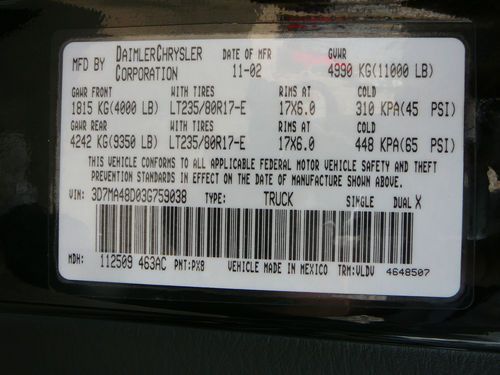 MFD BY DAIMLERCHRYSLER CORPORATION DATE OF MFR 11-02 GVWR 4990 KG(11000 LB)
GAWR FRONT WITH TIRES RIMS AT COLD
1815 KG(4000 LB) LT235/80R17-E 17X6.0 310 KPA(45 PSI)
GAWR REAR WITH TIRES RIMS AT COLD
4242 KG(9350 LB) LT235/80R17-E 17X6.0 448 KPA(65 PSI)
THIS VEHICLE CONFORMS TO ALL APPLICABLE FEDERAL MOTOR VEHICLE SAFETY AND THEFT
PREVENTION STANDARDS IN EFFECT ON THE DATE OF MANUFACTURE SHOWN ABOVE.
VIN: 3D7MA48D03G759038 TYPE: TRUCK SINGLE DUAL X
MDH: 112509 463AC PNT:PX8 VEHICLE MADE IN MEXICO TRM:VLDV 4648507